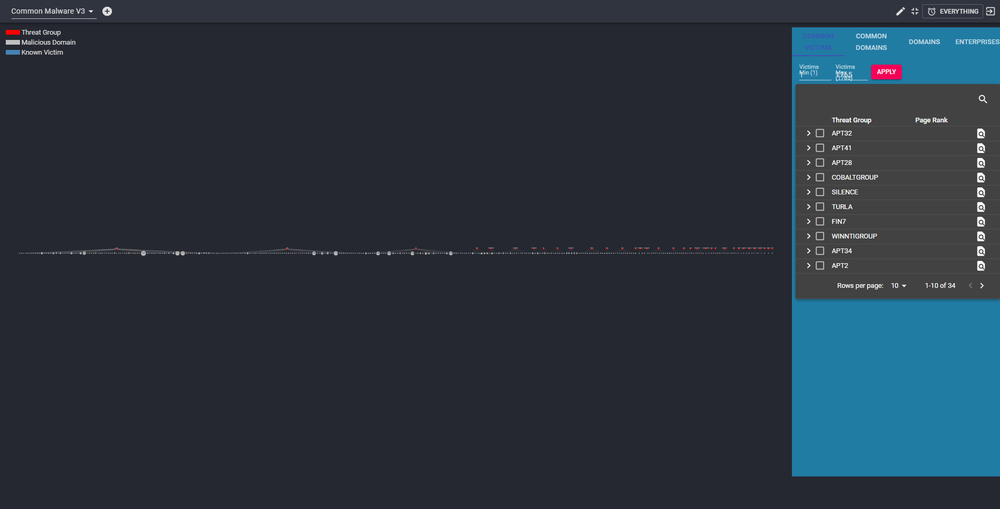 Common Malware V3
EVERYTHING
Threat Group
Malicious Domain
Known Victim
COMMON VICTIMS
COMMON DOMAINS
DOMAINS
ENTERPRISES
Victims Min (1)
1
Victims Max (1765)
1765
APPLY
Threat Group Page Rank
APT32
APT41
APT28
COBALTGROUP
SILENCE
TURLA
FIN7
WINNTIGROUP
APT34
APT2
Rows per page: 10 1-10 of 34